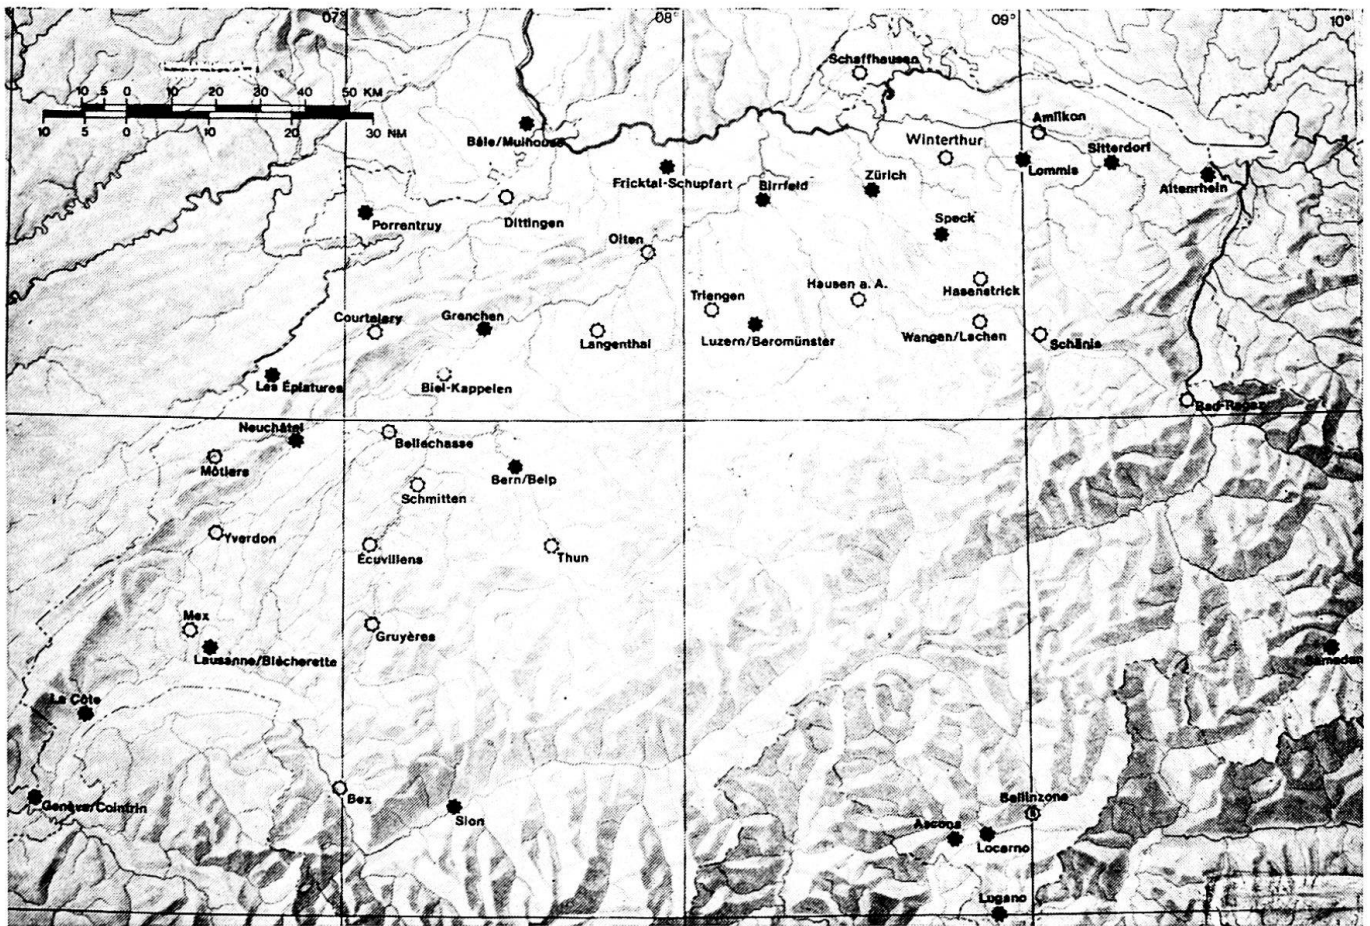 07°
08°
09°
10°
10 5 0 10 20 30 40 50 KM
10 5 0 10 20 30 NM
Schaffhausen
Bâle/Mulhouse
Amlikon
Winterthur
Sitterdorf
Fricktal-Schupfart
Birrfeld
Zürich
Lommis
Altenrhein
Porrentruy
Dittingen
Speck
Olten
Triengen
Hausen a. A.
Hasenstrick
Courtelary
Grenchen
Langenthal
Luzern/Beromünster
Wangen/Lachen
Schänis
Les Éplatures
Biel-Kappelen
Bad-Ragaz
Neuchâtel
Bellechasse
Môtiers
Bern/Belp
Schmitten
Yverdon
Écuvillens
Thun
Mex
Gruyères
Lausanne/Blécherette
Samedan
La Côte
Bex
Genève/Cointrin
Sion
Bellinzone
Ascona
Locarno
Lugano